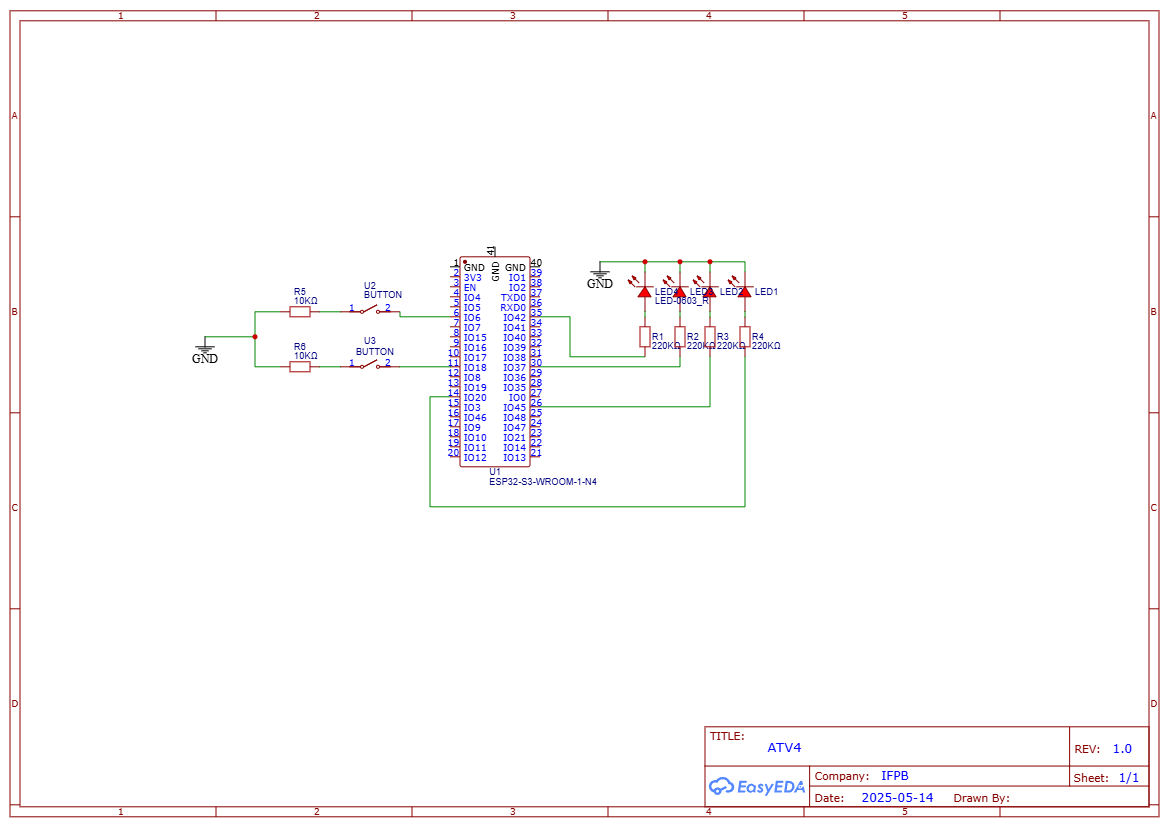 1 2 3 4 5
A A
B B
C C
D D
1 2 3 4 5
R5
10KΩ
U2
BUTTON
1 2
R6
10KΩ
U3
BUTTON
1 2
GND
41
GND
1 GND GND 40
2 3V3 IO1 39
3 EN IO2 38
4 IO4 TXD0 37
5 IO5 RXD0 36
6 IO6 IO42 35
7 IO7 IO41 34
8 IO15 IO40 33
9 IO16 IO39 32
10 IO17 IO38 31
11 IO18 IO37 30
12 IO8 IO36 29
13 IO19 IO35 28
14 IO20 IO0 27
15 IO3 IO45 26
16 IO46 IO48 25
17 IO9 IO47 24
18 IO10 IO21 23
19 IO11 IO14 22
20 IO12 IO13 21
U1
ESP32-S3-WROOM-1-N4
GND
LED4 LED3 LED2 LED1
LED-0603_R
R1 R2 R3 R4
220KΩ 220KΩ 220KΩ 220KΩ
TITLE:
ATV4
REV: 1.0
EasyEDA
Company: IFPB
Sheet: 1/1
Date: 2025-05-14 Drawn By: